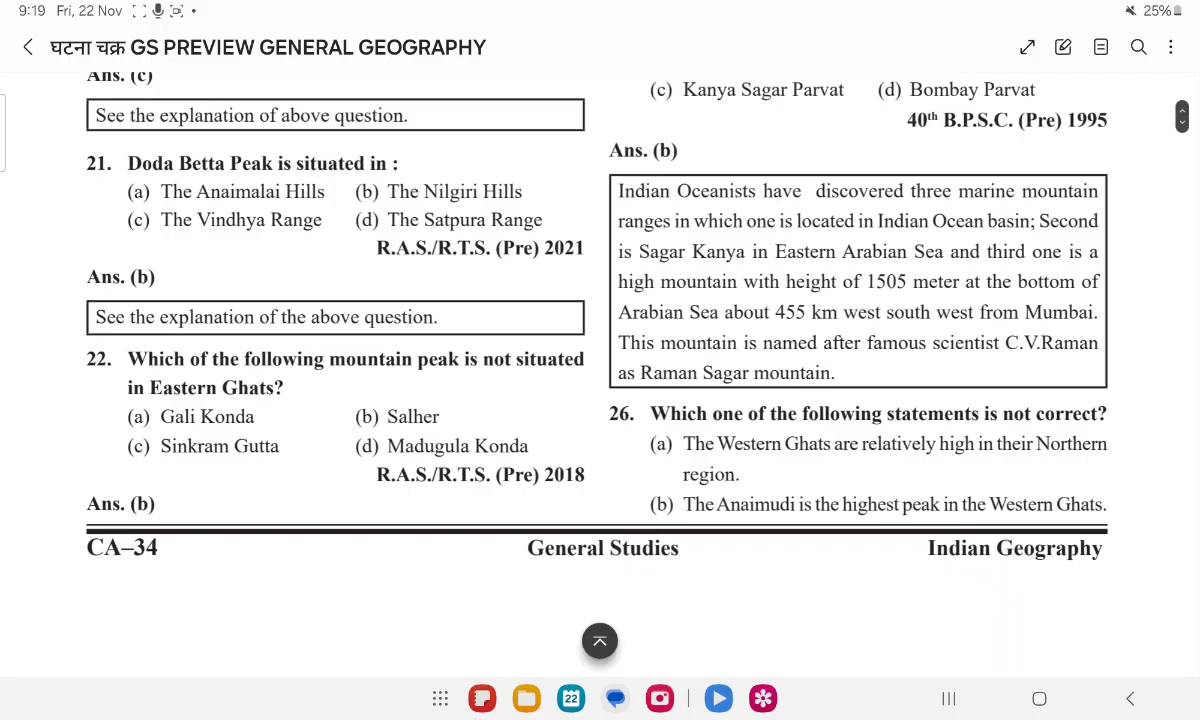 9:19 Fri, 22 Nov
25%
घटना चक्र GS PREVIEW GENERAL GEOGRAPHY
Ans. (c)
See the explanation of above question.
21. Doda Betta Peak is situated in :
(a) The Anaimalai Hills (b) The Nilgiri Hills
(c) The Vindhya Range (d) The Satpura Range
R.A.S./R.T.S. (Pre) 2021
Ans. (b)
See the explanation of the above question.
22. Which of the following mountain peak is not situated
in Eastern Ghats?
(a) Gali Konda (b) Salher
(c) Sinkram Gutta (d) Madugula Konda
R.A.S./R.T.S. (Pre) 2018
Ans. (b)
(c) Kanya Sagar Parvat (d) Bombay Parvat
40th B.P.S.C. (Pre) 1995
Ans. (b)
Indian Oceanists have discovered three marine mountain
ranges in which one is located in Indian Ocean basin; Second
is Sagar Kanya in Eastern Arabian Sea and third one is a
high mountain with height of 1505 meter at the bottom of
Arabian Sea about 455 km west south west from Mumbai.
This mountain is named after famous scientist C.V.Raman
as Raman Sagar mountain.
26. Which one of the following statements is not correct?
(a) The Western Ghats are relatively high in their Northern
region.
(b) The Anaimudi is the highest peak in the Western Ghats.
CA–34 General Studies Indian Geography
22